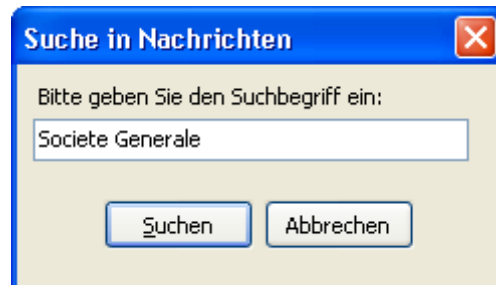 Suche in Nachrichten
Bitte geben Sie den Suchbegriff ein:
Societe Generale
Suchen Abbrechen